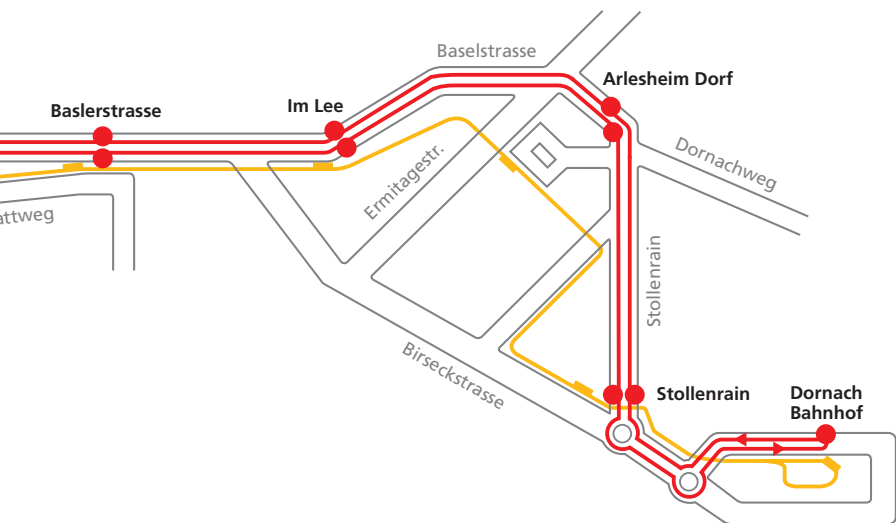 Baselstrasse
Arlesheim Dorf
Baslerstrasse
Im Lee
Dornachweg
Ermitagestr.
attweg
Stollenrain
Birseckstrasse
Stollenrain
Dornach
Bahnhof